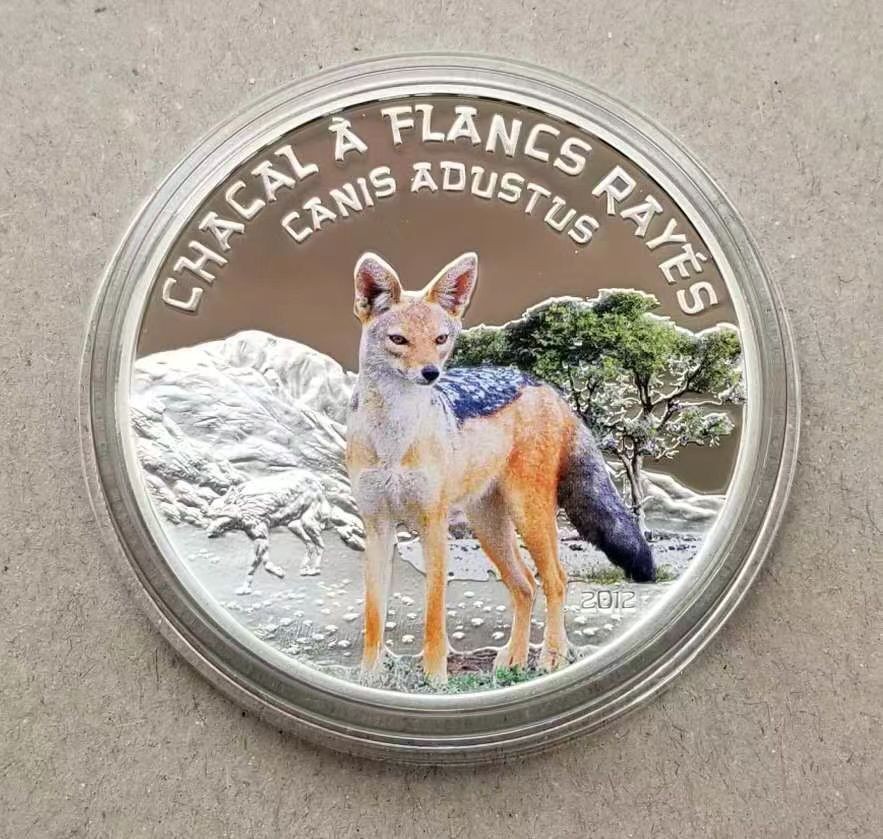 CHACAL À FLANCS RAYÉS
CANIS ADUSTUS
2012